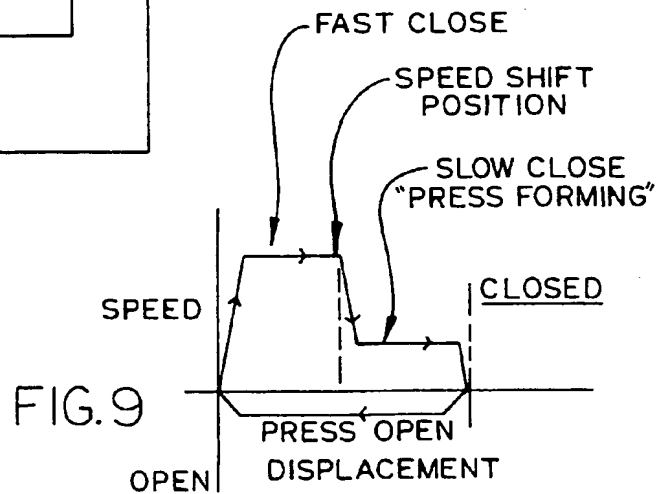 FAST CLOSE
SPEED SHIFT
POSITION
SLOW CLOSE
"PRESS FORMING"
CLOSED
SPEED
FIG. 9
PRESS OPEN
DISPLACEMENT
OPEN